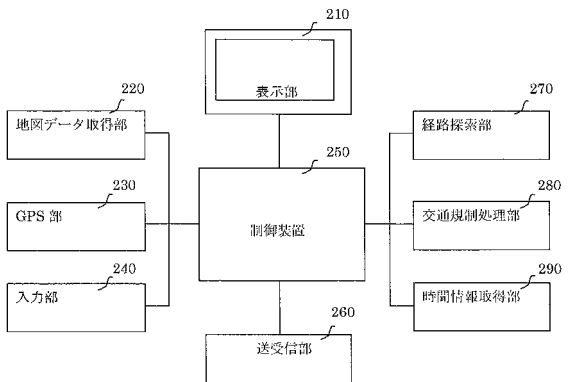 210
表示部
220
地図データ取得部
270
経路探索部
250
制御装置
230
GPS 部
280
交通規制処理部
240
入力部
290
時間情報取得部
260
送受信部